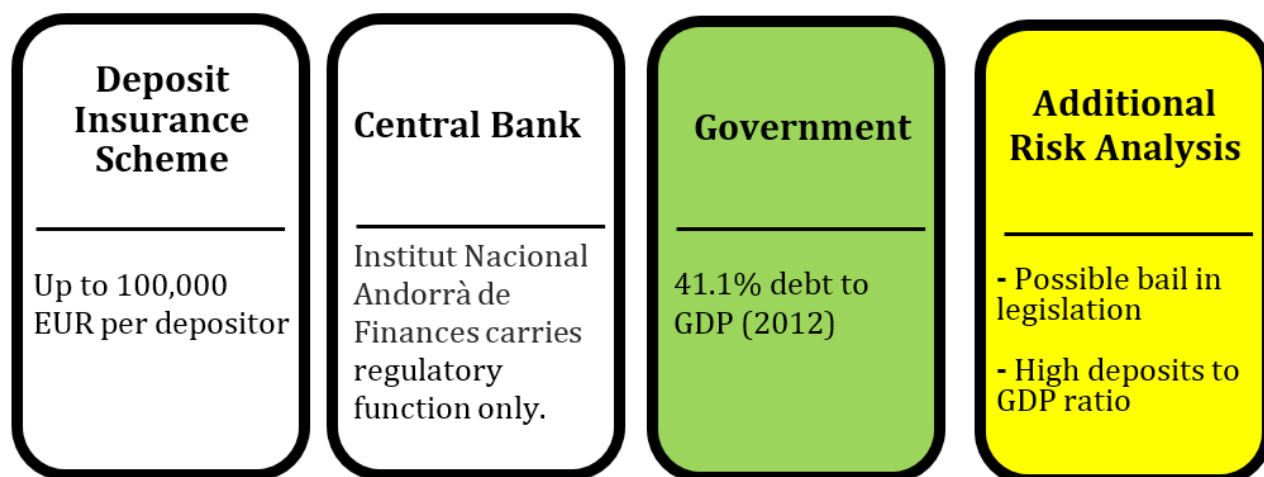 Deposit
Insurance
Scheme
Up to 100,000
EUR per depositor
Central Bank
Institut Nacional
Andorrà de
Finances carries
regulatory
function only.
Government
41.1% debt to
GDP (2012)
Additional
Risk Analysis
- Possible bail in
legislation
- High deposits to
GDP ratio